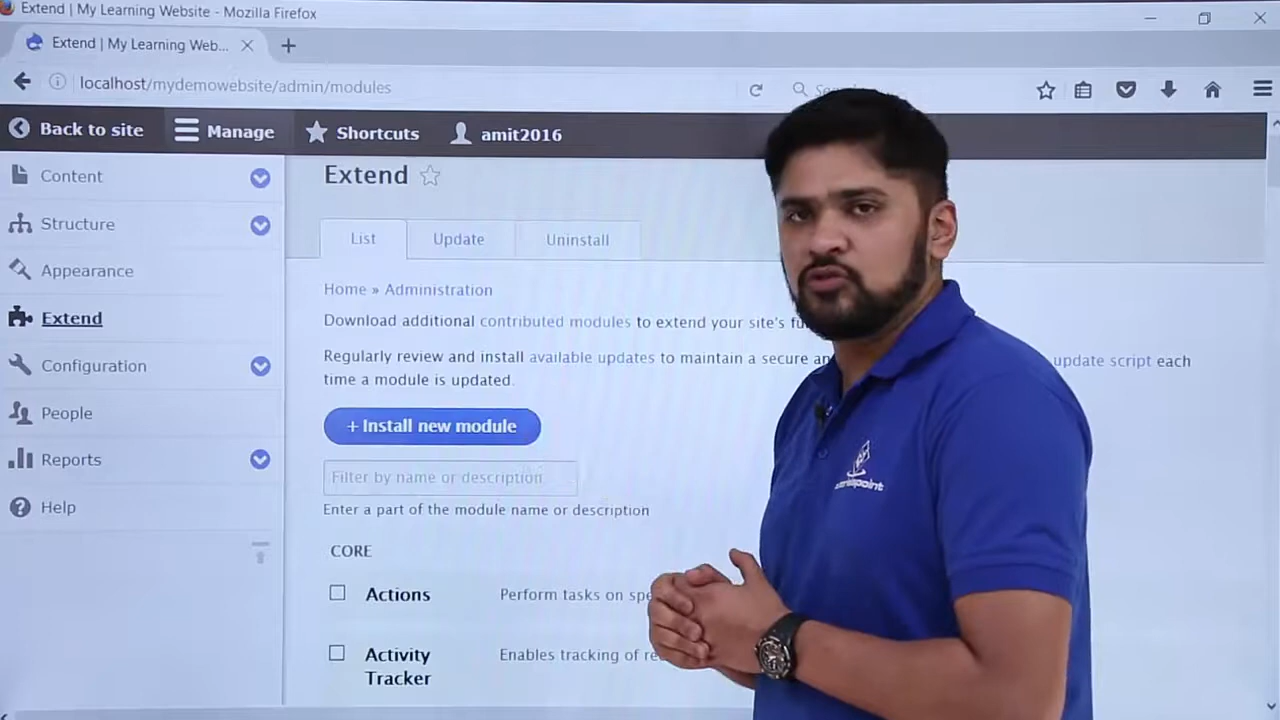 Extend | My Learning Website - Mozilla Firefox
Extend | My Learning Web...
localhost/mydemowebsite/admin/modules
Back to site
Manage
Shortcuts
amit2016
Content
Structure
Appearance
Extend
Configuration
People
Reports
Help
Extend
List
Update
Uninstall
Home » Administration
Download additional contributed modules to extend your site's
Regularly review and install available updates to maintain a secure update script each
time a module is updated.
+ Install new module
Filter by name or description
Enter a part of the module name or description
CORE
Actions
Perform tasks on
Activity
Tracker
Enables tracking of